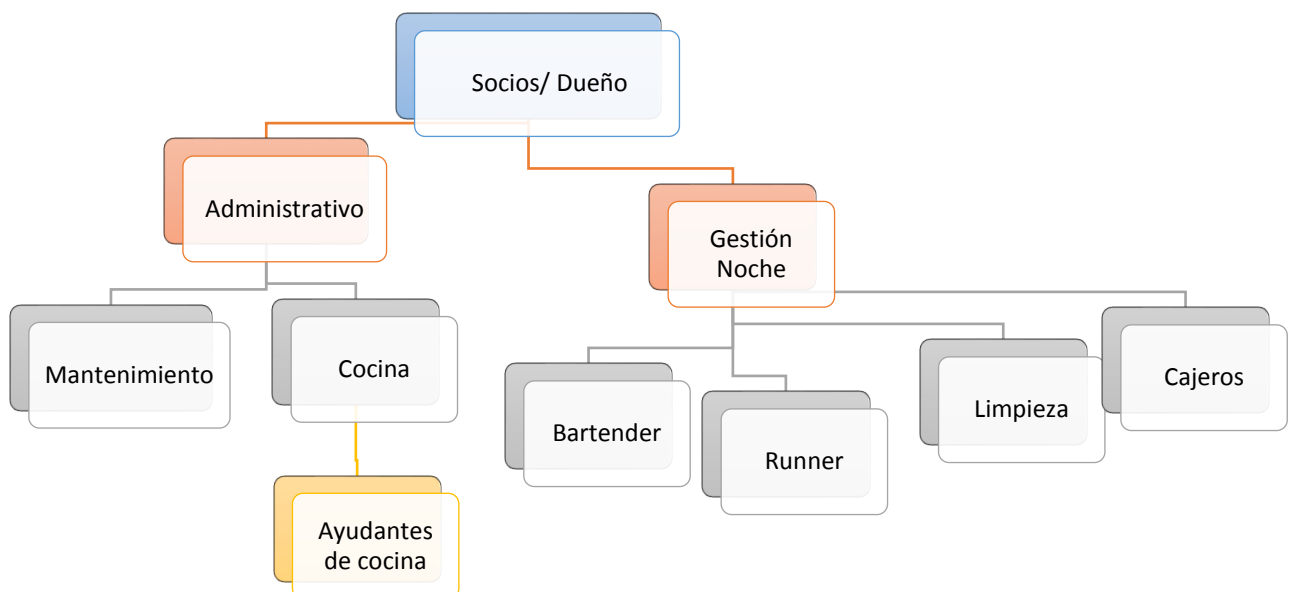 Socios/ Dueño
Administrativo
Gestión
Noche
Mantenimiento
Cocina
Bartender
Runner
Limpieza
Cajeros
Ayudantes
de cocina